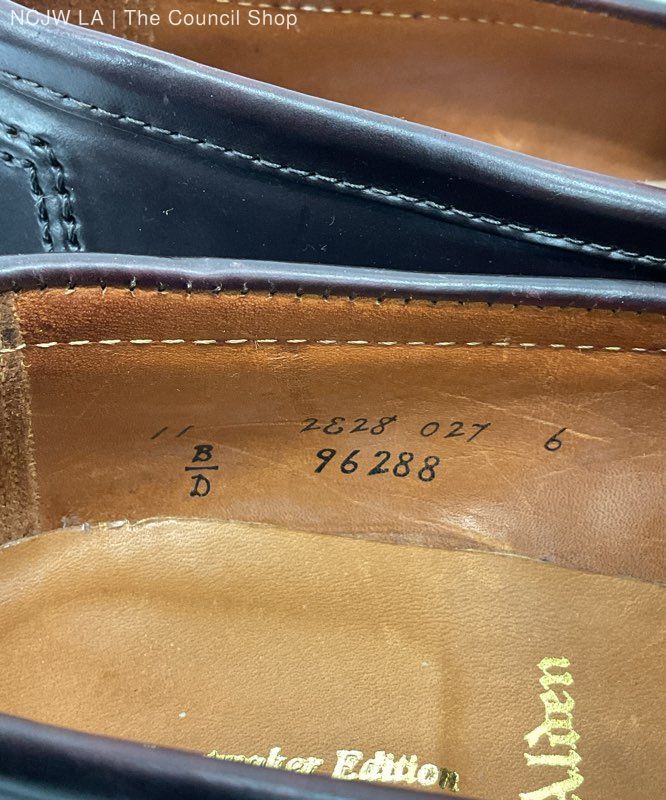 NCJW LA | The Council Shop
11 2E28 027 6
B 96288
D
Alden
Edition